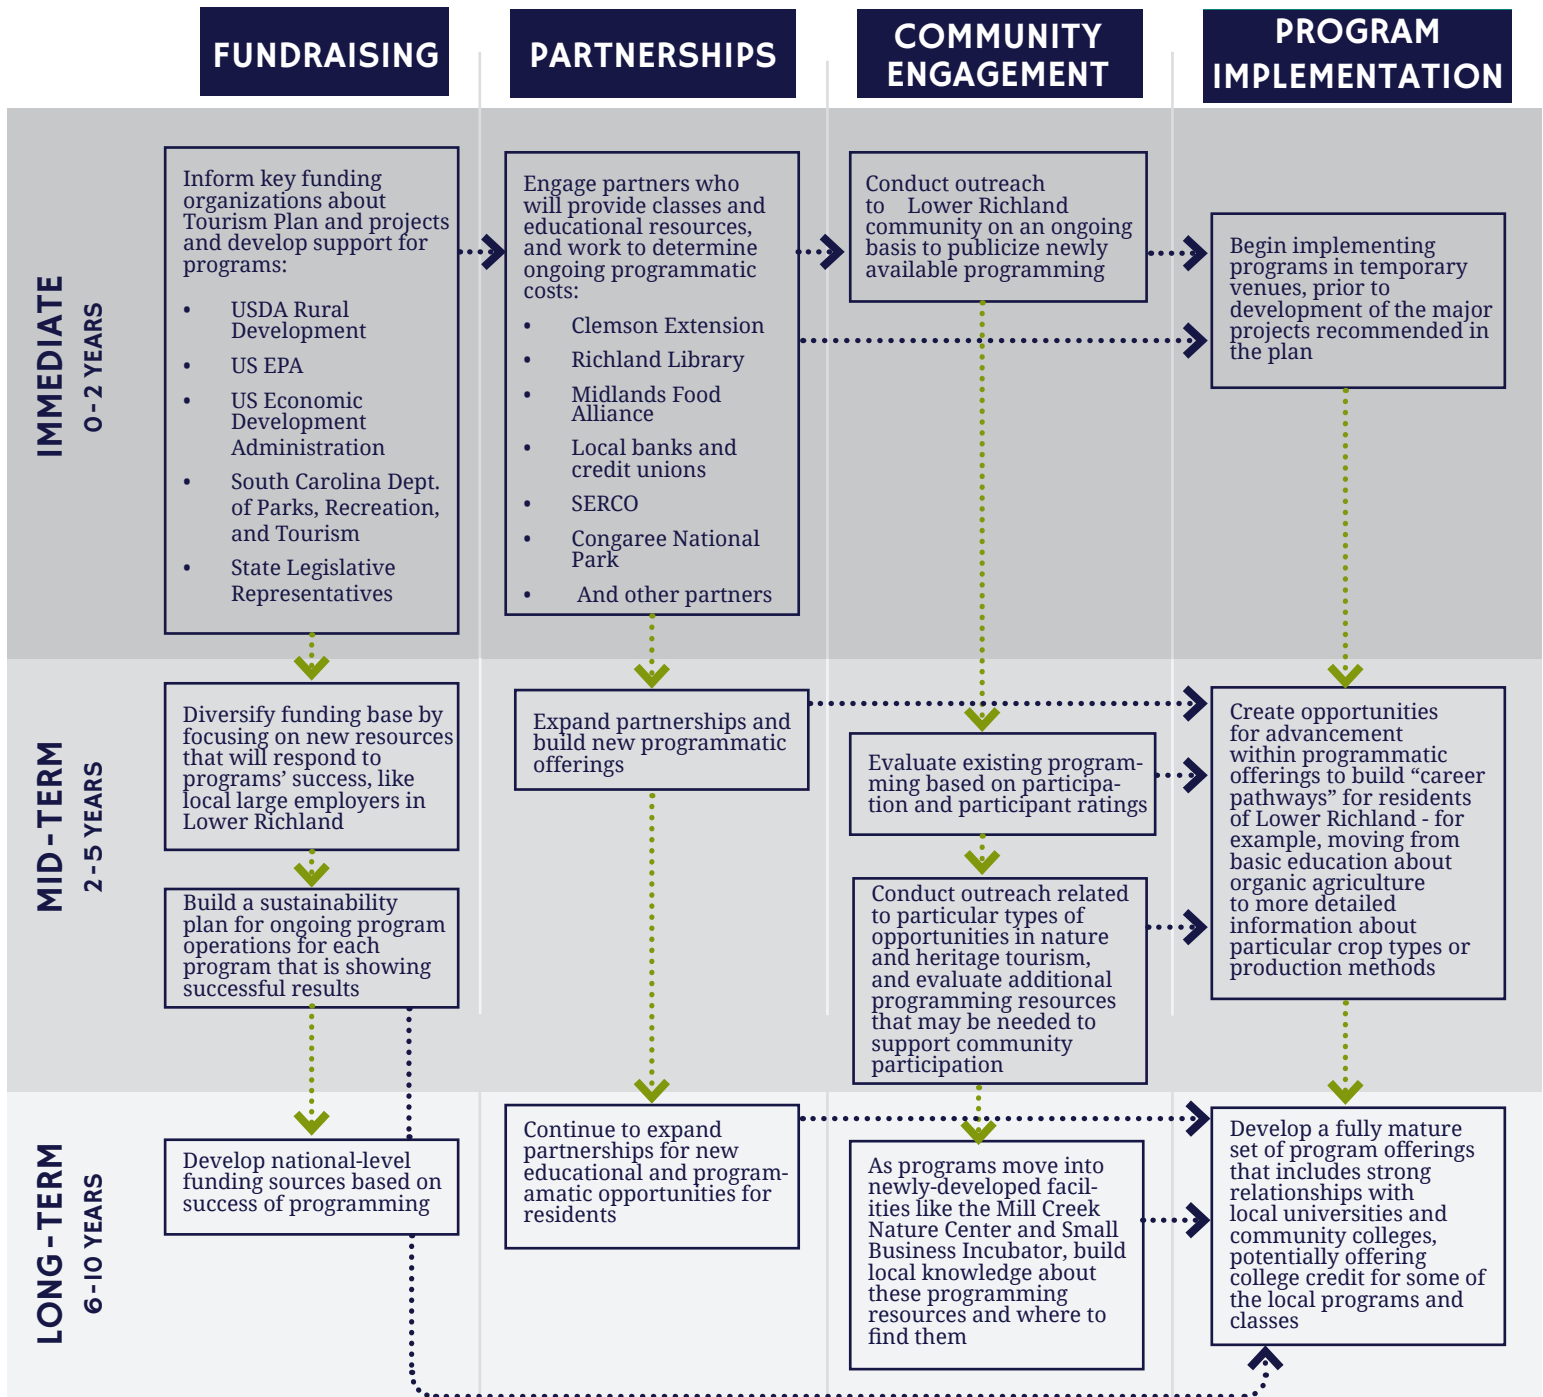 FUNDRAISING
PARTNERSHIPS
COMMUNITY
ENGAGEMENT
PROGRAM
IMPLEMENTATION
IMMEDIATE
0-2 YEARS
Inform key funding
organizations about
Tourism Plan and projects
and develop support for
programs:
• USDA Rural
Development
• US EPA
• US Economic
Development
Administration
• South Carolina Dept.
of Parks, Recreation,
and Tourism
• State Legislative
Representatives
Engage partners who
will provide classes and
educational resources,
and work to determine
ongoing programmatic
costs:
• Clemson Extension
• Richland Library
• Midlands Food
Alliance
• Local banks and
credit unions
• SERCO
• Congaree National
Park
• And other partners
Conduct outreach
to Lower Richland
community on an ongoing
basis to publicize newly
available programming
Begin implementing
programs in temporary
venues, prior to
development of the major
projects recommended in
the plan
MID-TERM
2-5 YEARS
Diversify funding base by
focusing on new resources
that will respond to
programs’ success, like
local large employers in
Lower Richland
Build a sustainability
plan for ongoing program
operations for each
program that is showing
successful results
Expand partnerships and
build new programmatic
offerings
Evaluate existing program-
ming based on participa-
tion and participant ratings
Conduct outreach related
to particular types of
opportunities in nature
and heritage tourism,
and evaluate additional
programming resources
that may be needed to
support community
participation
Create opportunities
for advancement
within programmatic
offerings to build “career
pathways” for residents
of Lower Richland - for
example, moving from
basic education about
organic agriculture
to more detailed
information about
particular crop types or
production methods
LONG-TERM
6-10 YEARS
Develop national-level
funding sources based on
success of programming
Continue to expand
partnerships for new
educational and program-
amatic opportunities for
residents
As programs move into
newly-developed facil-
ities like the Mill Creek
Nature Center and Small
Business Incubator, build
local knowledge about
these programming
resources and where to
find them
Develop a fully mature
set of program offerings
that includes strong
relationships with
local universities and
community colleges,
potentially offering
college credit for some of
the local programs and
classes